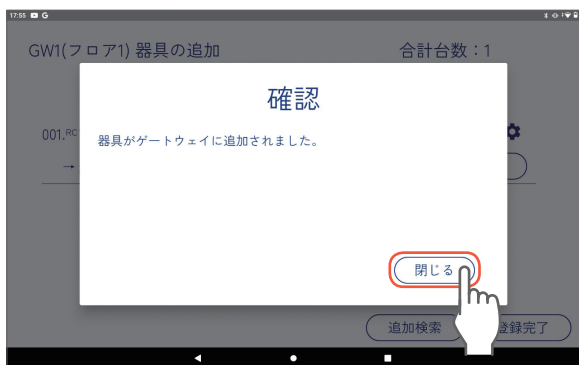 17:55 G
GW1(フロア1) 器具の追加
合計台数：1
確認
001.RC
器具がゲートウェイに追加されました。
→
閉じる
追加検索
登録完了